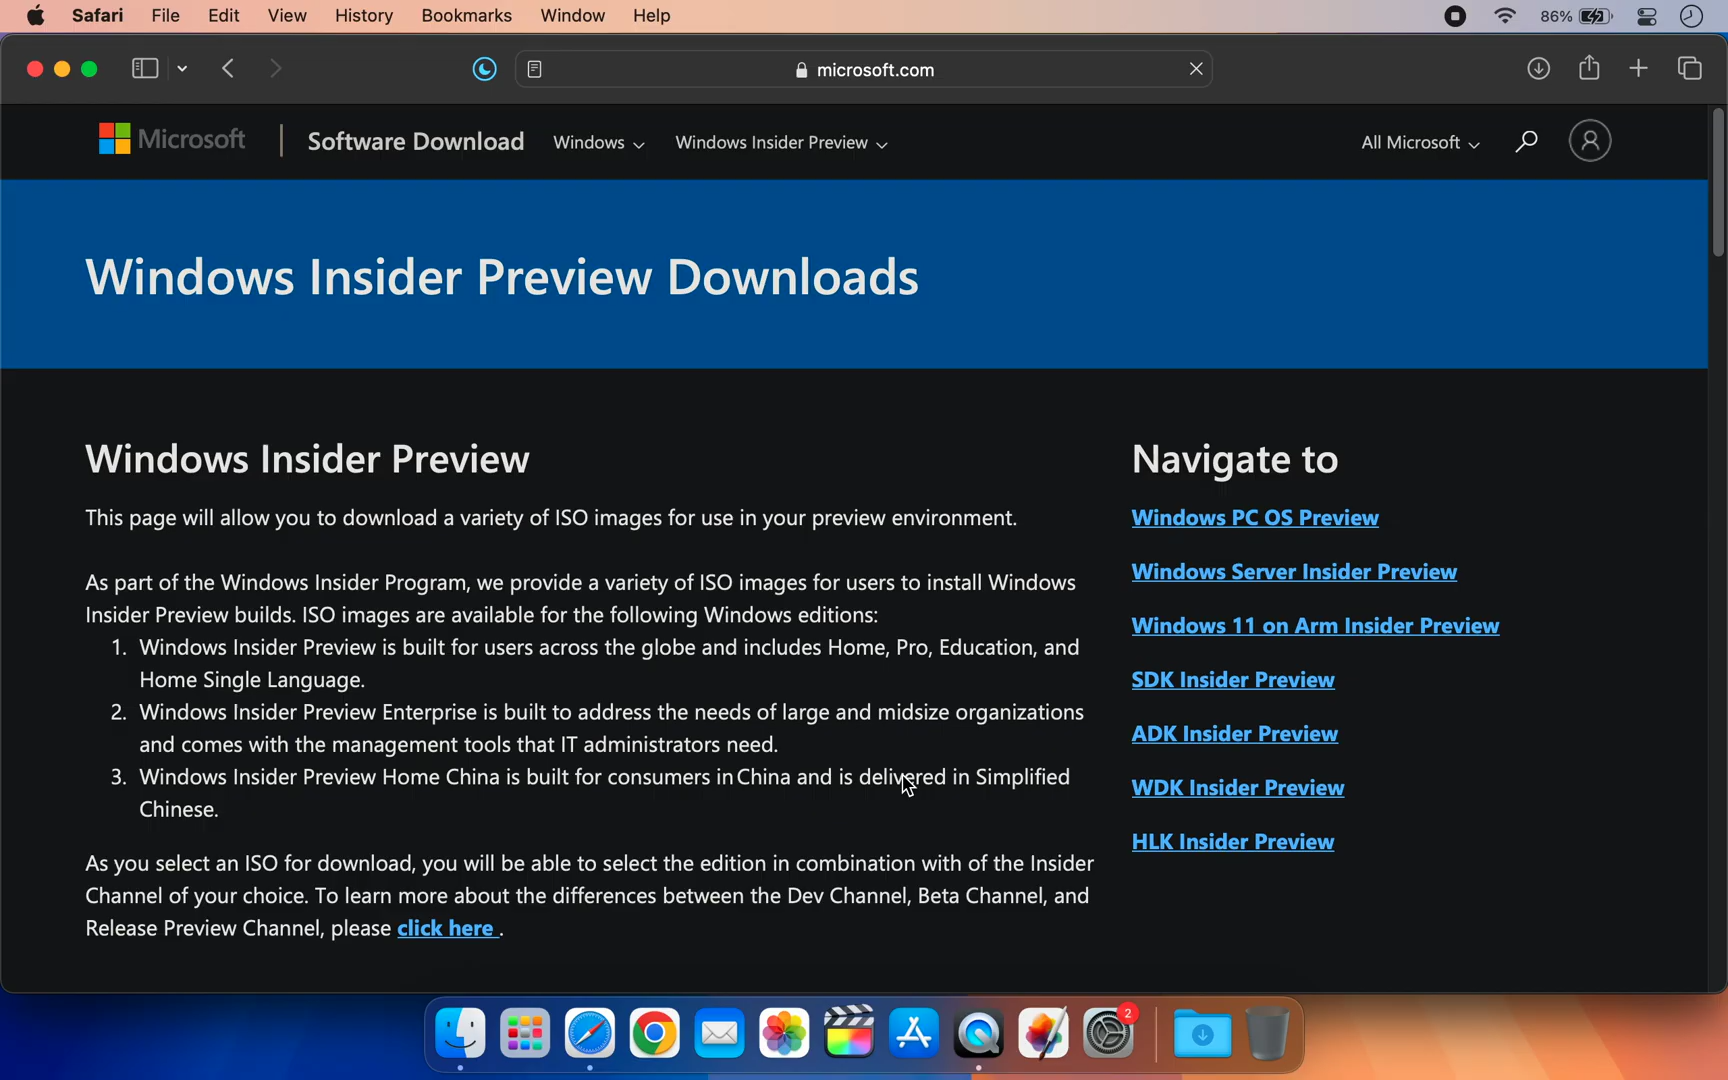 Safari File Edit View History Bookmarks Window Help 86%
microsoft.com
Microsoft Software Download Windows Windows Insider Preview All Microsoft
Windows Insider Preview Downloads
Windows Insider Preview
This page will allow you to download a variety of ISO images for use in your preview environment.
As part of the Windows Insider Program, we provide a variety of ISO images for users to install Windows
Insider Preview builds. ISO images are available for the following Windows editions:
1. Windows Insider Preview is built for users across the globe and includes Home, Pro, Education, and
Home Single Language.
2. Windows Insider Preview Enterprise is built to address the needs of large and midsize organizations
and comes with the management tools that IT administrators need.
3. Windows Insider Preview Home China is built for consumers in China and is delivered in Simplified
Chinese.
As you select an ISO for download, you will be able to select the edition in combination with of the Insider
Channel of your choice. To learn more about the differences between the Dev Channel, Beta Channel, and
Release Preview Channel, please click here .
Navigate to
Windows PC OS Preview
Windows Server Insider Preview
Windows 11 on Arm Insider Preview
SDK Insider Preview
ADK Insider Preview
WDK Insider Preview
HLK Insider Preview
2